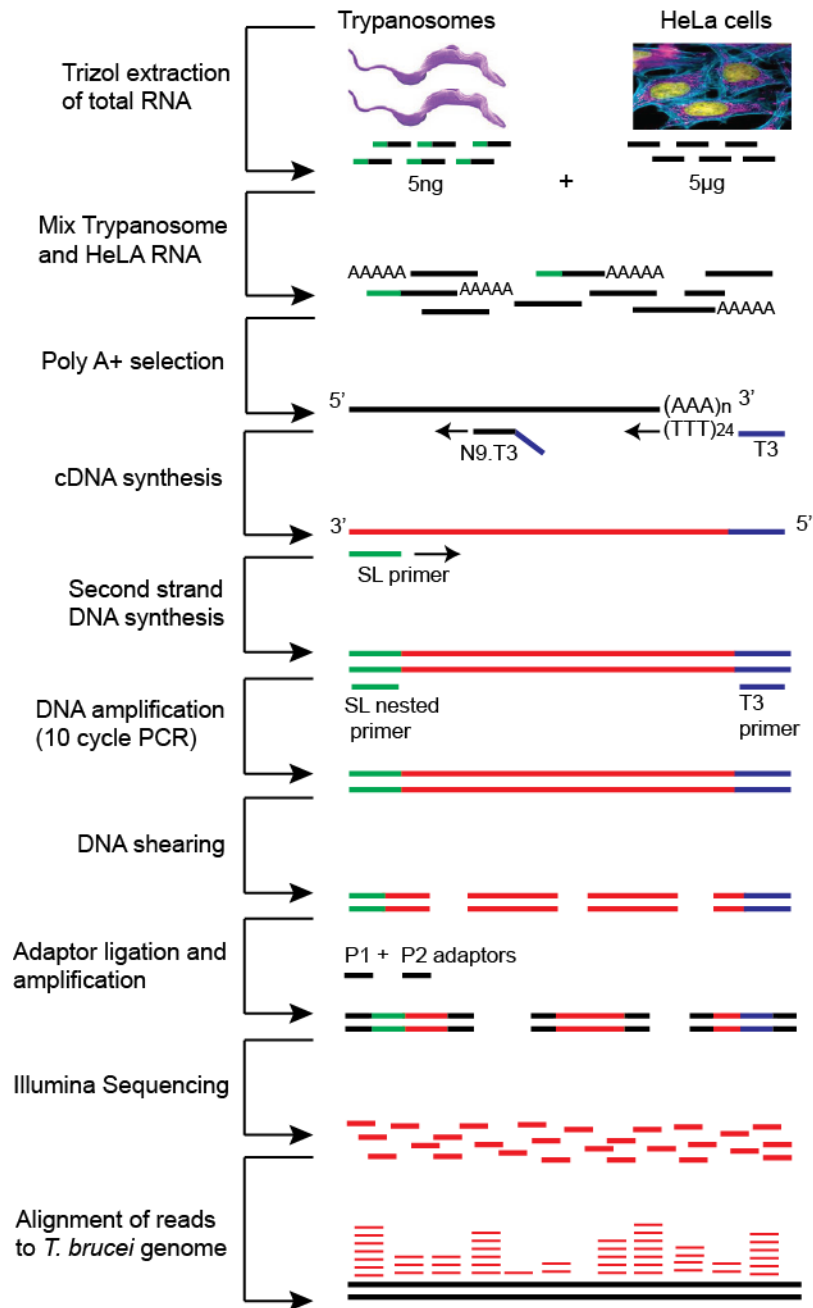 Trypanosomes
HeLa cells
Trizol extraction
of total RNA
5ng
+
5µg
Mix Trypanosome
and HeLA RNA
AAAAA
AAAAA
AAAAA
AAAAA
Poly A+ selection
5’
(AAA)n
3’
(TTT)24
N9.T3
T3
cDNA synthesis
3’
5’
SL primer
Second strand
DNA synthesis
DNA amplification
(10 cycle PCR)
SL nested
primer
T3
primer
DNA shearing
Adaptor ligation and
amplification
P1 + P2 adaptors
Illumina Sequencing
Alignment of reads
to T. brucei genome